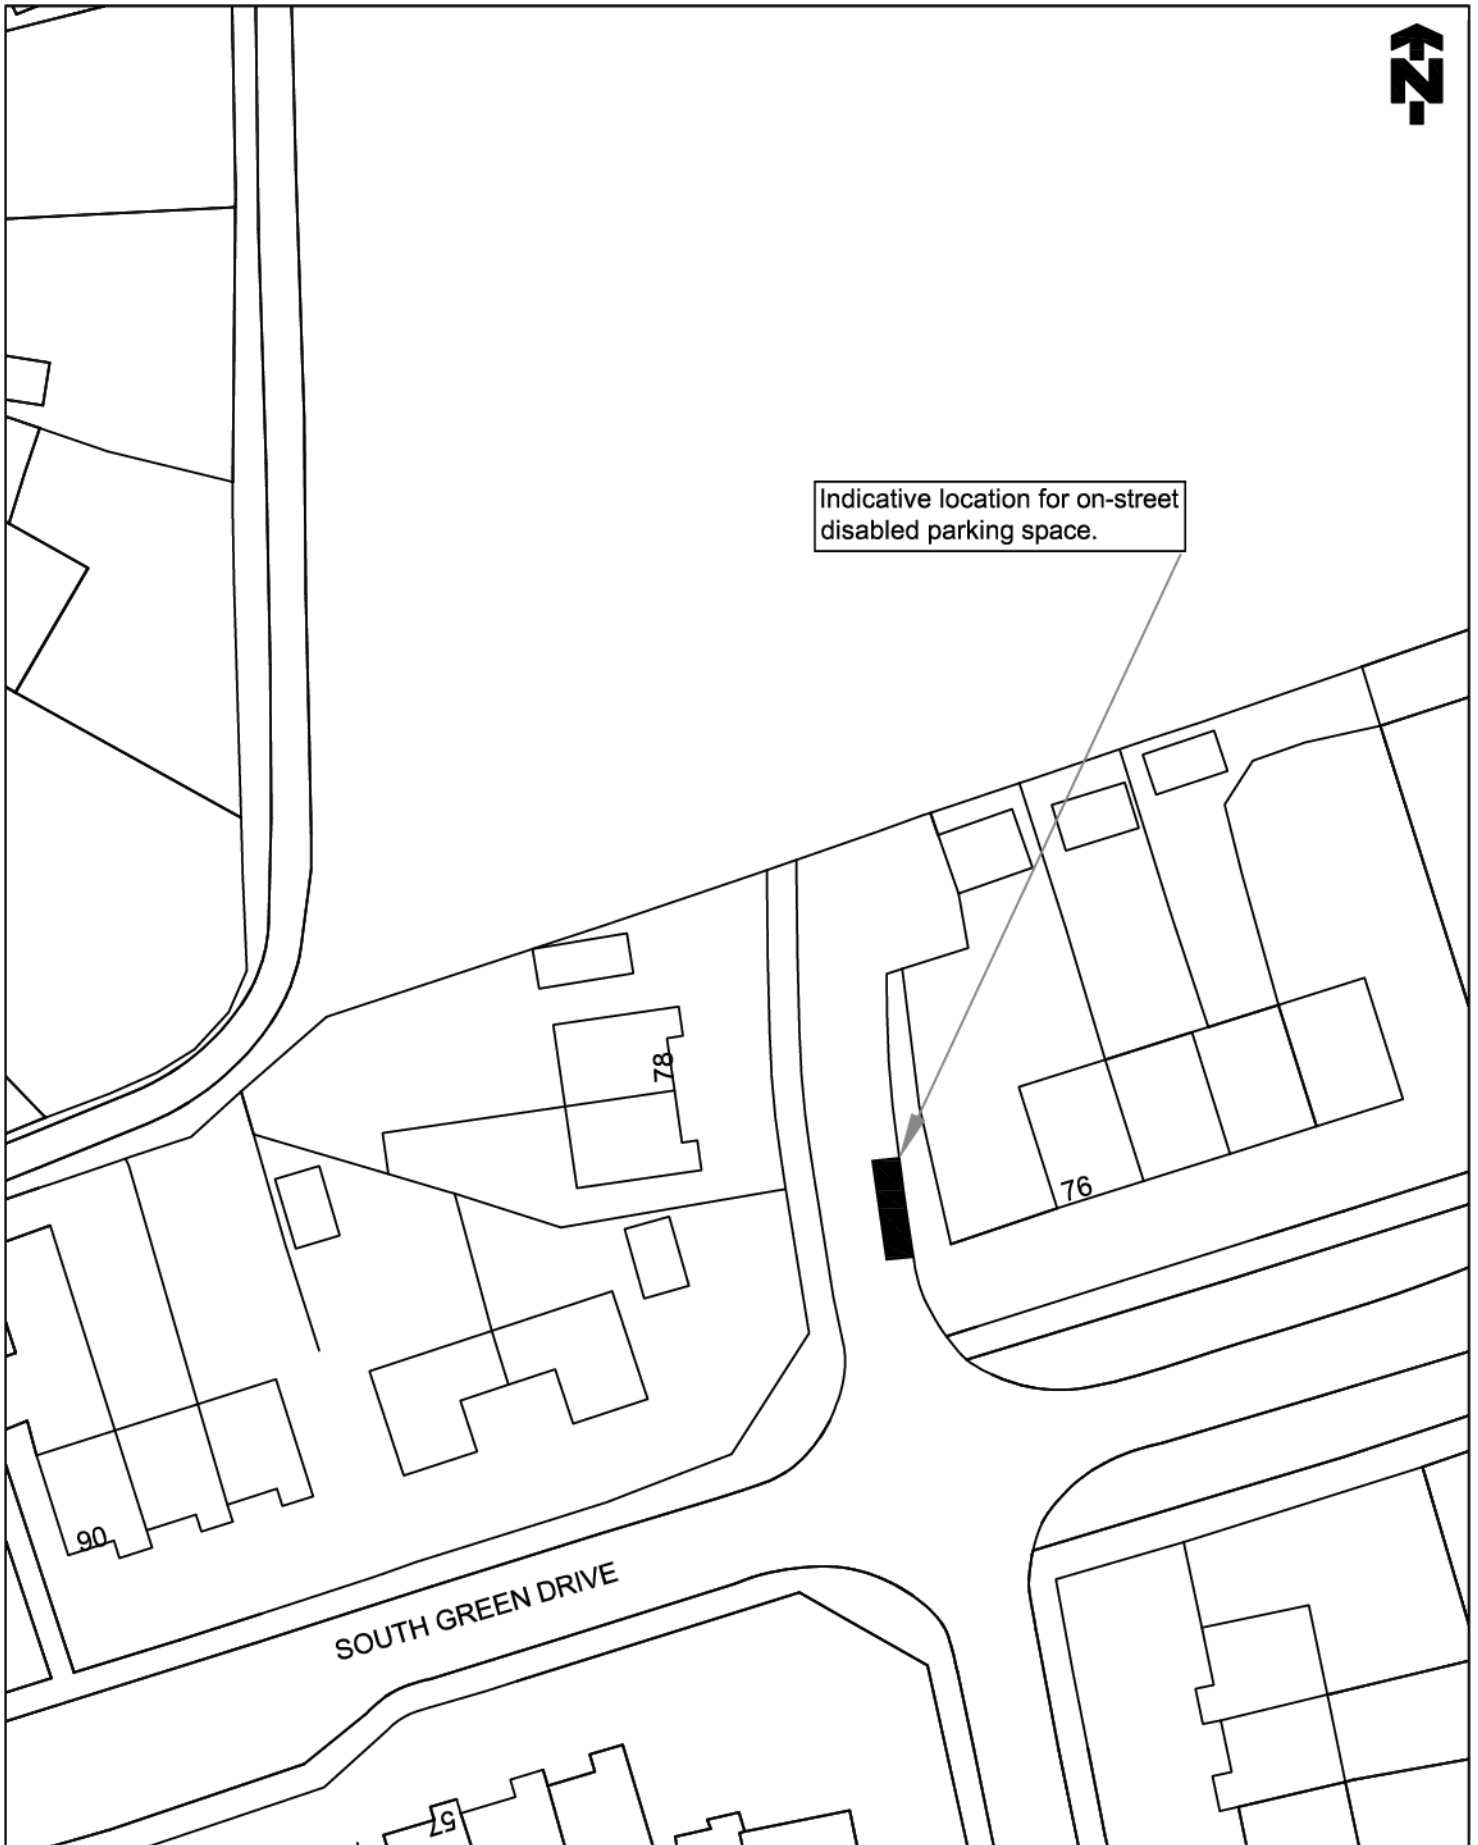 N
Indicative location for on-street
disabled parking space.
78
76
90
SOUTH GREEN DRIVE
57